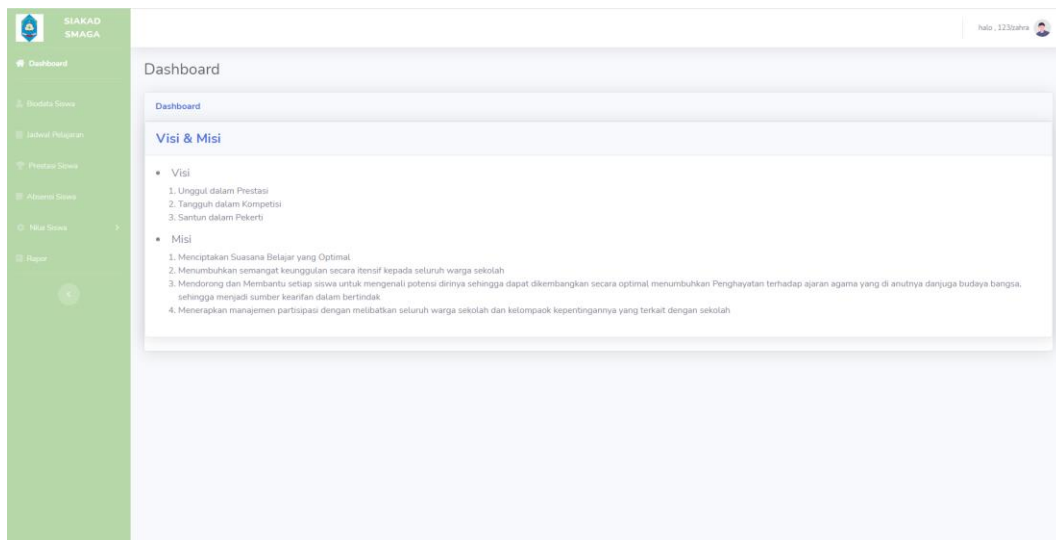 SIAKAD
SMAGA
halo , 123/zahra
Dashboard
Biodata Siswa
Jadwal Pelajaran
Prestasi Siswa
Absensi Siswa
Nilai Siswa
Rapor
Dashboard
Dashboard
Visi & Misi
Visi
1. Unggul dalam Prestasi
2. Tangguh dalam Kompetisi
3. Santun dalam Pekerti
Misi
1. Menciptakan Suasana Belajar yang Optimal
2. Menumbuhkan semangat keunggulan secara itensif kepada seluruh warga sekolah
3. Mendorong dan Membantu setiap siswa untuk mengenali potensi dirinya sehingga dapat dikembangkan secara optimal menumbuhkan Penghayatan terhadap ajaran agama yang di anutnya danjuga budaya bangsa,
sehingga menjadi sumber kearifan dalam bertindak
4. Menerapkan manajemen partisipasi dengan melibatkan seluruh warga sekolah dan kelompaok kepentingannya yang terkait dengan sekolah